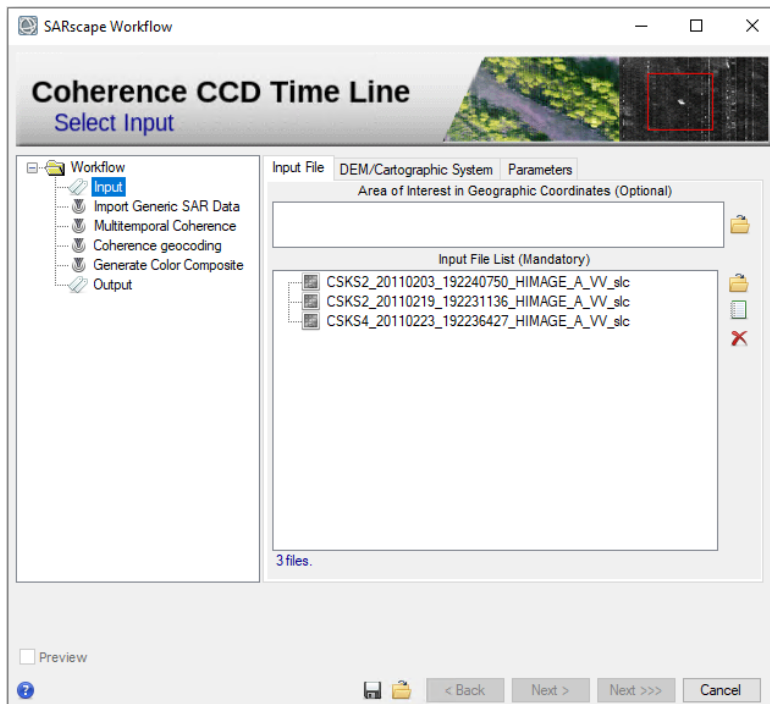 SARscape Workflow
Coherence CCD Time Line
Select Input
Workflow
Input
Import Generic SAR Data
Multitemporal Coherence
Coherence geocoding
Generate Color Composite
Output
Input File DEM/Cartographic System Parameters
Area of Interest in Geographic Coordinates (Optional)
Input File List (Mandatory)
CSKS2_20110203_192240750_HIMAGE_A_VV_slc
CSKS2_20110219_192231136_HIMAGE_A_VV_slc
CSKS4_20110223_192236427_HIMAGE_A_VV_slc
3 files.
Preview
< Back Next > Next >>> Cancel